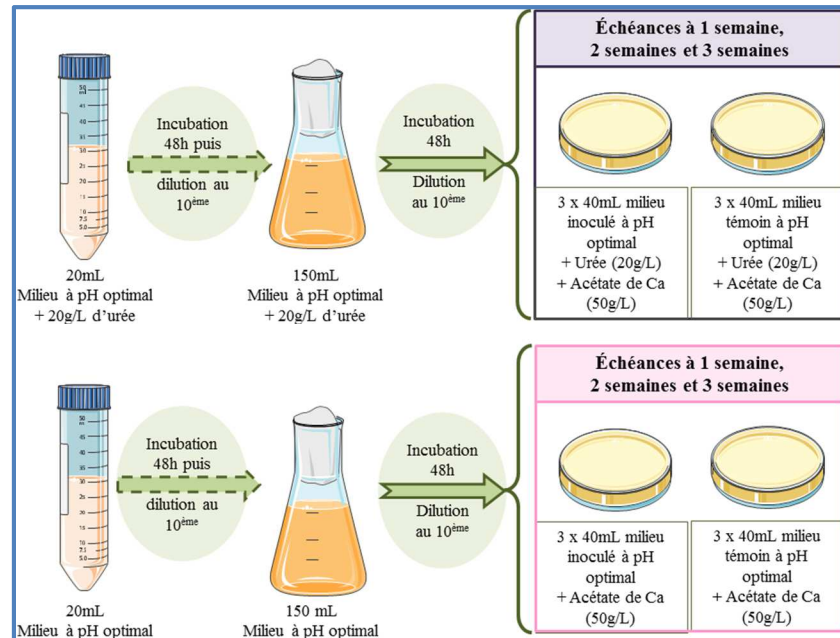 Échéances à 1 semaine,
2 semaines et 3 semaines
Incubation
48h puis
dilution au
10ème
Incubation
48h
Dilution
au 10ème
20mL
Milieu à pH optimal
+ 20g/L d'urée
150mL
Milieu à pH optimal
+ 20g/L d'urée
3 x 40mL milieu
inoculé à pH
optimal
+ Urée (20g/L)
+ Acétate de Ca
(50g/L)
3 x 40mL milieu
témoin à pH
optimal
+ Urée (20g/L)
+ Acétate de Ca
(50g/L)
Échéances à 1 semaine,
2 semaines et 3 semaines
Incubation
48h puis
dilution au
10ème
Incubation
48h
Dilution
au 10ème
20mL
Milieu à pH optimal
150 mL
Milieu à pH optimal
3 x 40mL milieu
inoculé à pH
optimal
+ Acétate de Ca
(50g/L)
3 x 40mL milieu
témoin à pH
optimal
+ Acétate de Ca
(50g/L)